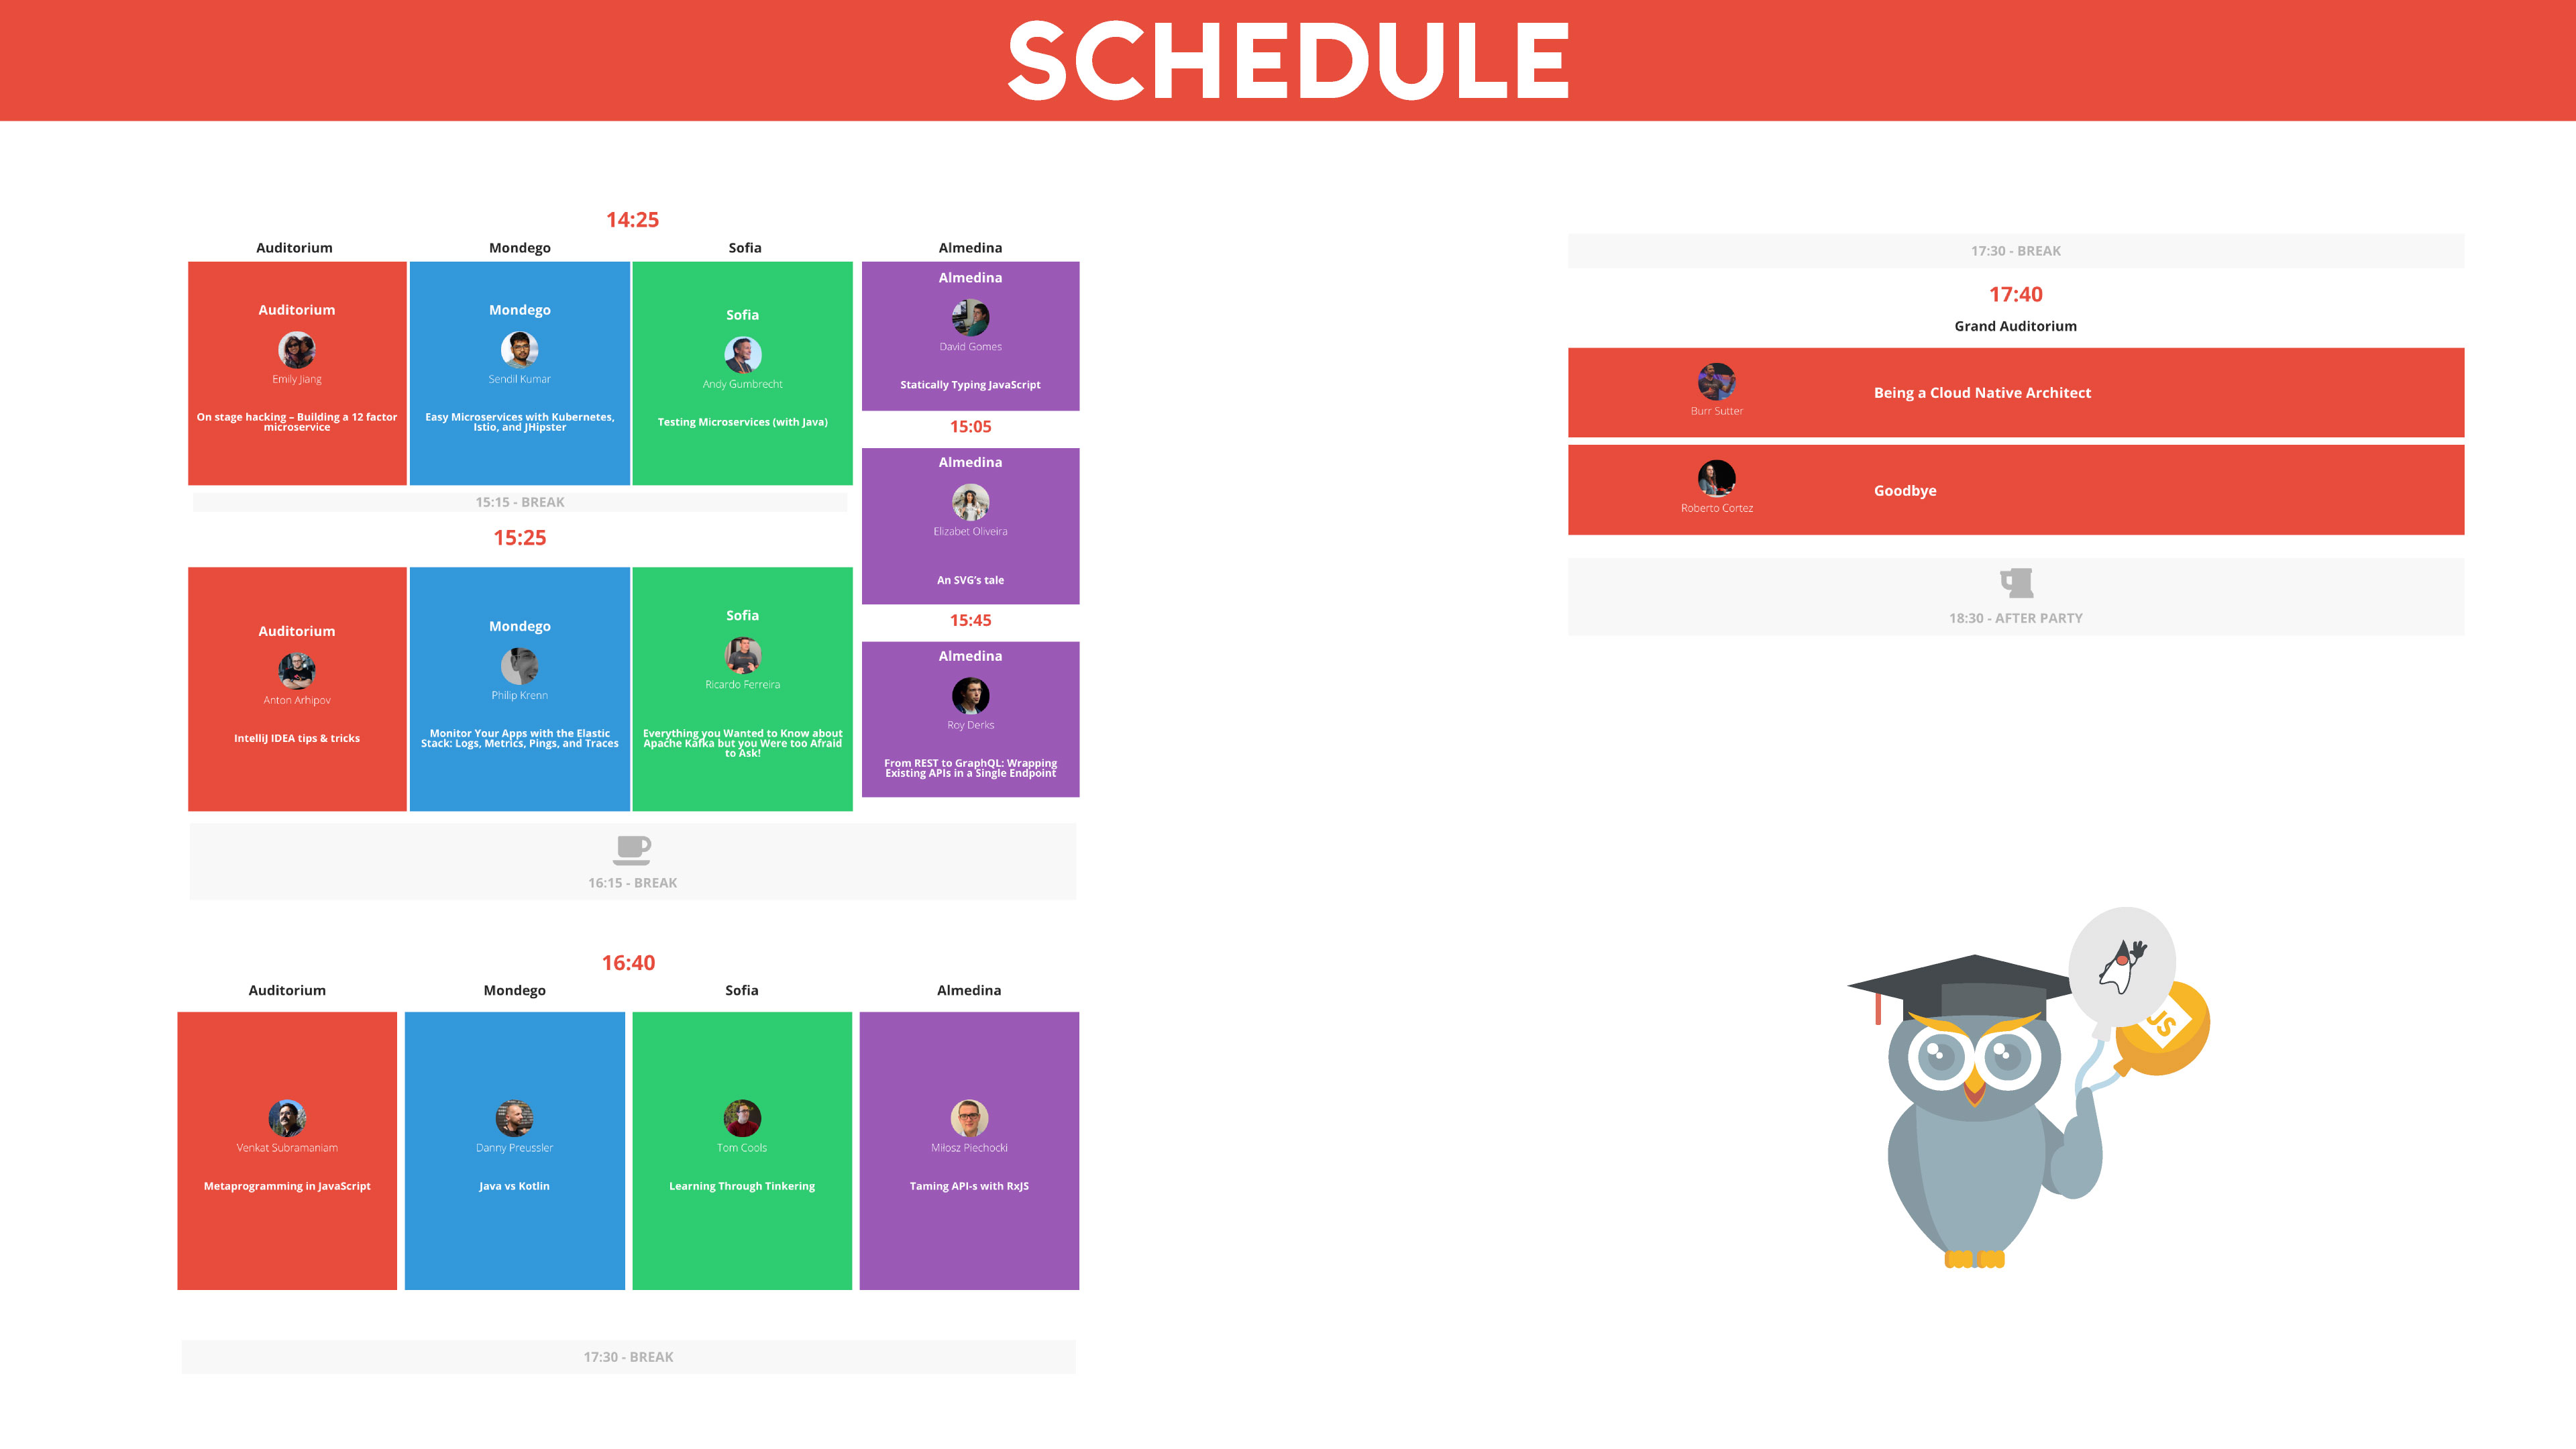 SCHEDULE
14:25
Auditorium
Mondego
Sofia
Almedina
Auditorium
Emily Jiang
On stage hacking – Building a 12 factor
microservice
Mondego
Sendil Kumar
Easy Microservices with Kubernetes,
Istio, and JHipster
Sofia
Andy Gumbrecht
Testing Microservices (with Java)
Almedina
David Gomes
Statically Typing JavaScript
15:05
Almedina
Elizabet Oliveira
An SVG’s tale
15:15 - BREAK
15:25
Auditorium
Anton Arhipov
IntelliJ IDEA tips & tricks
Mondego
Philip Krenn
Monitor Your Apps with the Elastic
Stack: Logs, Metrics, Pings, and Traces
Sofia
Ricardo Ferreira
Everything you Wanted to Know about
Apache Kafka but you Were too Afraid
to Ask!
15:45
Almedina
Roy Derks
From REST to GraphQL: Wrapping
Existing APIs in a Single Endpoint
16:15 - BREAK
16:40
Auditorium
Mondego
Sofia
Almedina
Venkat Subramaniam
Metaprogramming in JavaScript
Danny Preussler
Java vs Kotlin
Tom Cools
Learning Through Tinkering
Miłosz Piechocki
Taming API-s with RxJS
17:30 - BREAK
17:30 - BREAK
17:40
Grand Auditorium
Burr Sutter
Being a Cloud Native Architect
Roberto Cortez
Goodbye
18:30 - AFTER PARTY
JS